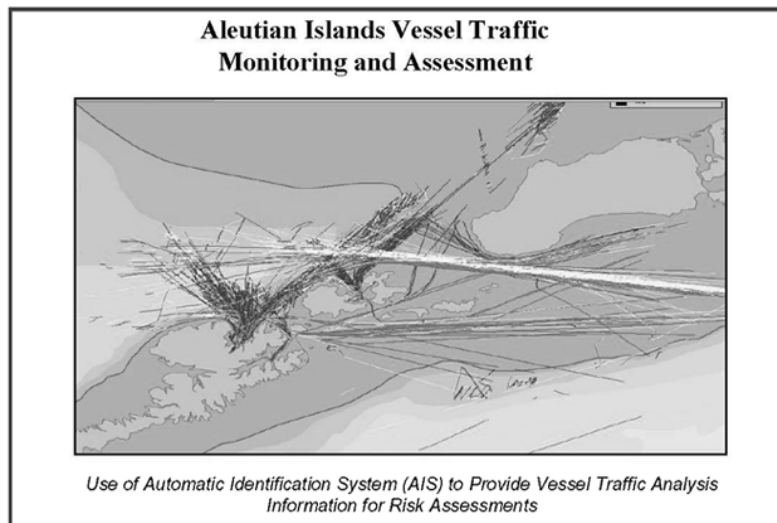 Aleutian Islands Vessel Traffic
Monitoring and Assessment
Use of Automatic Identification System (AIS) to Provide Vessel Traffic Analysis
Information for Risk Assessments